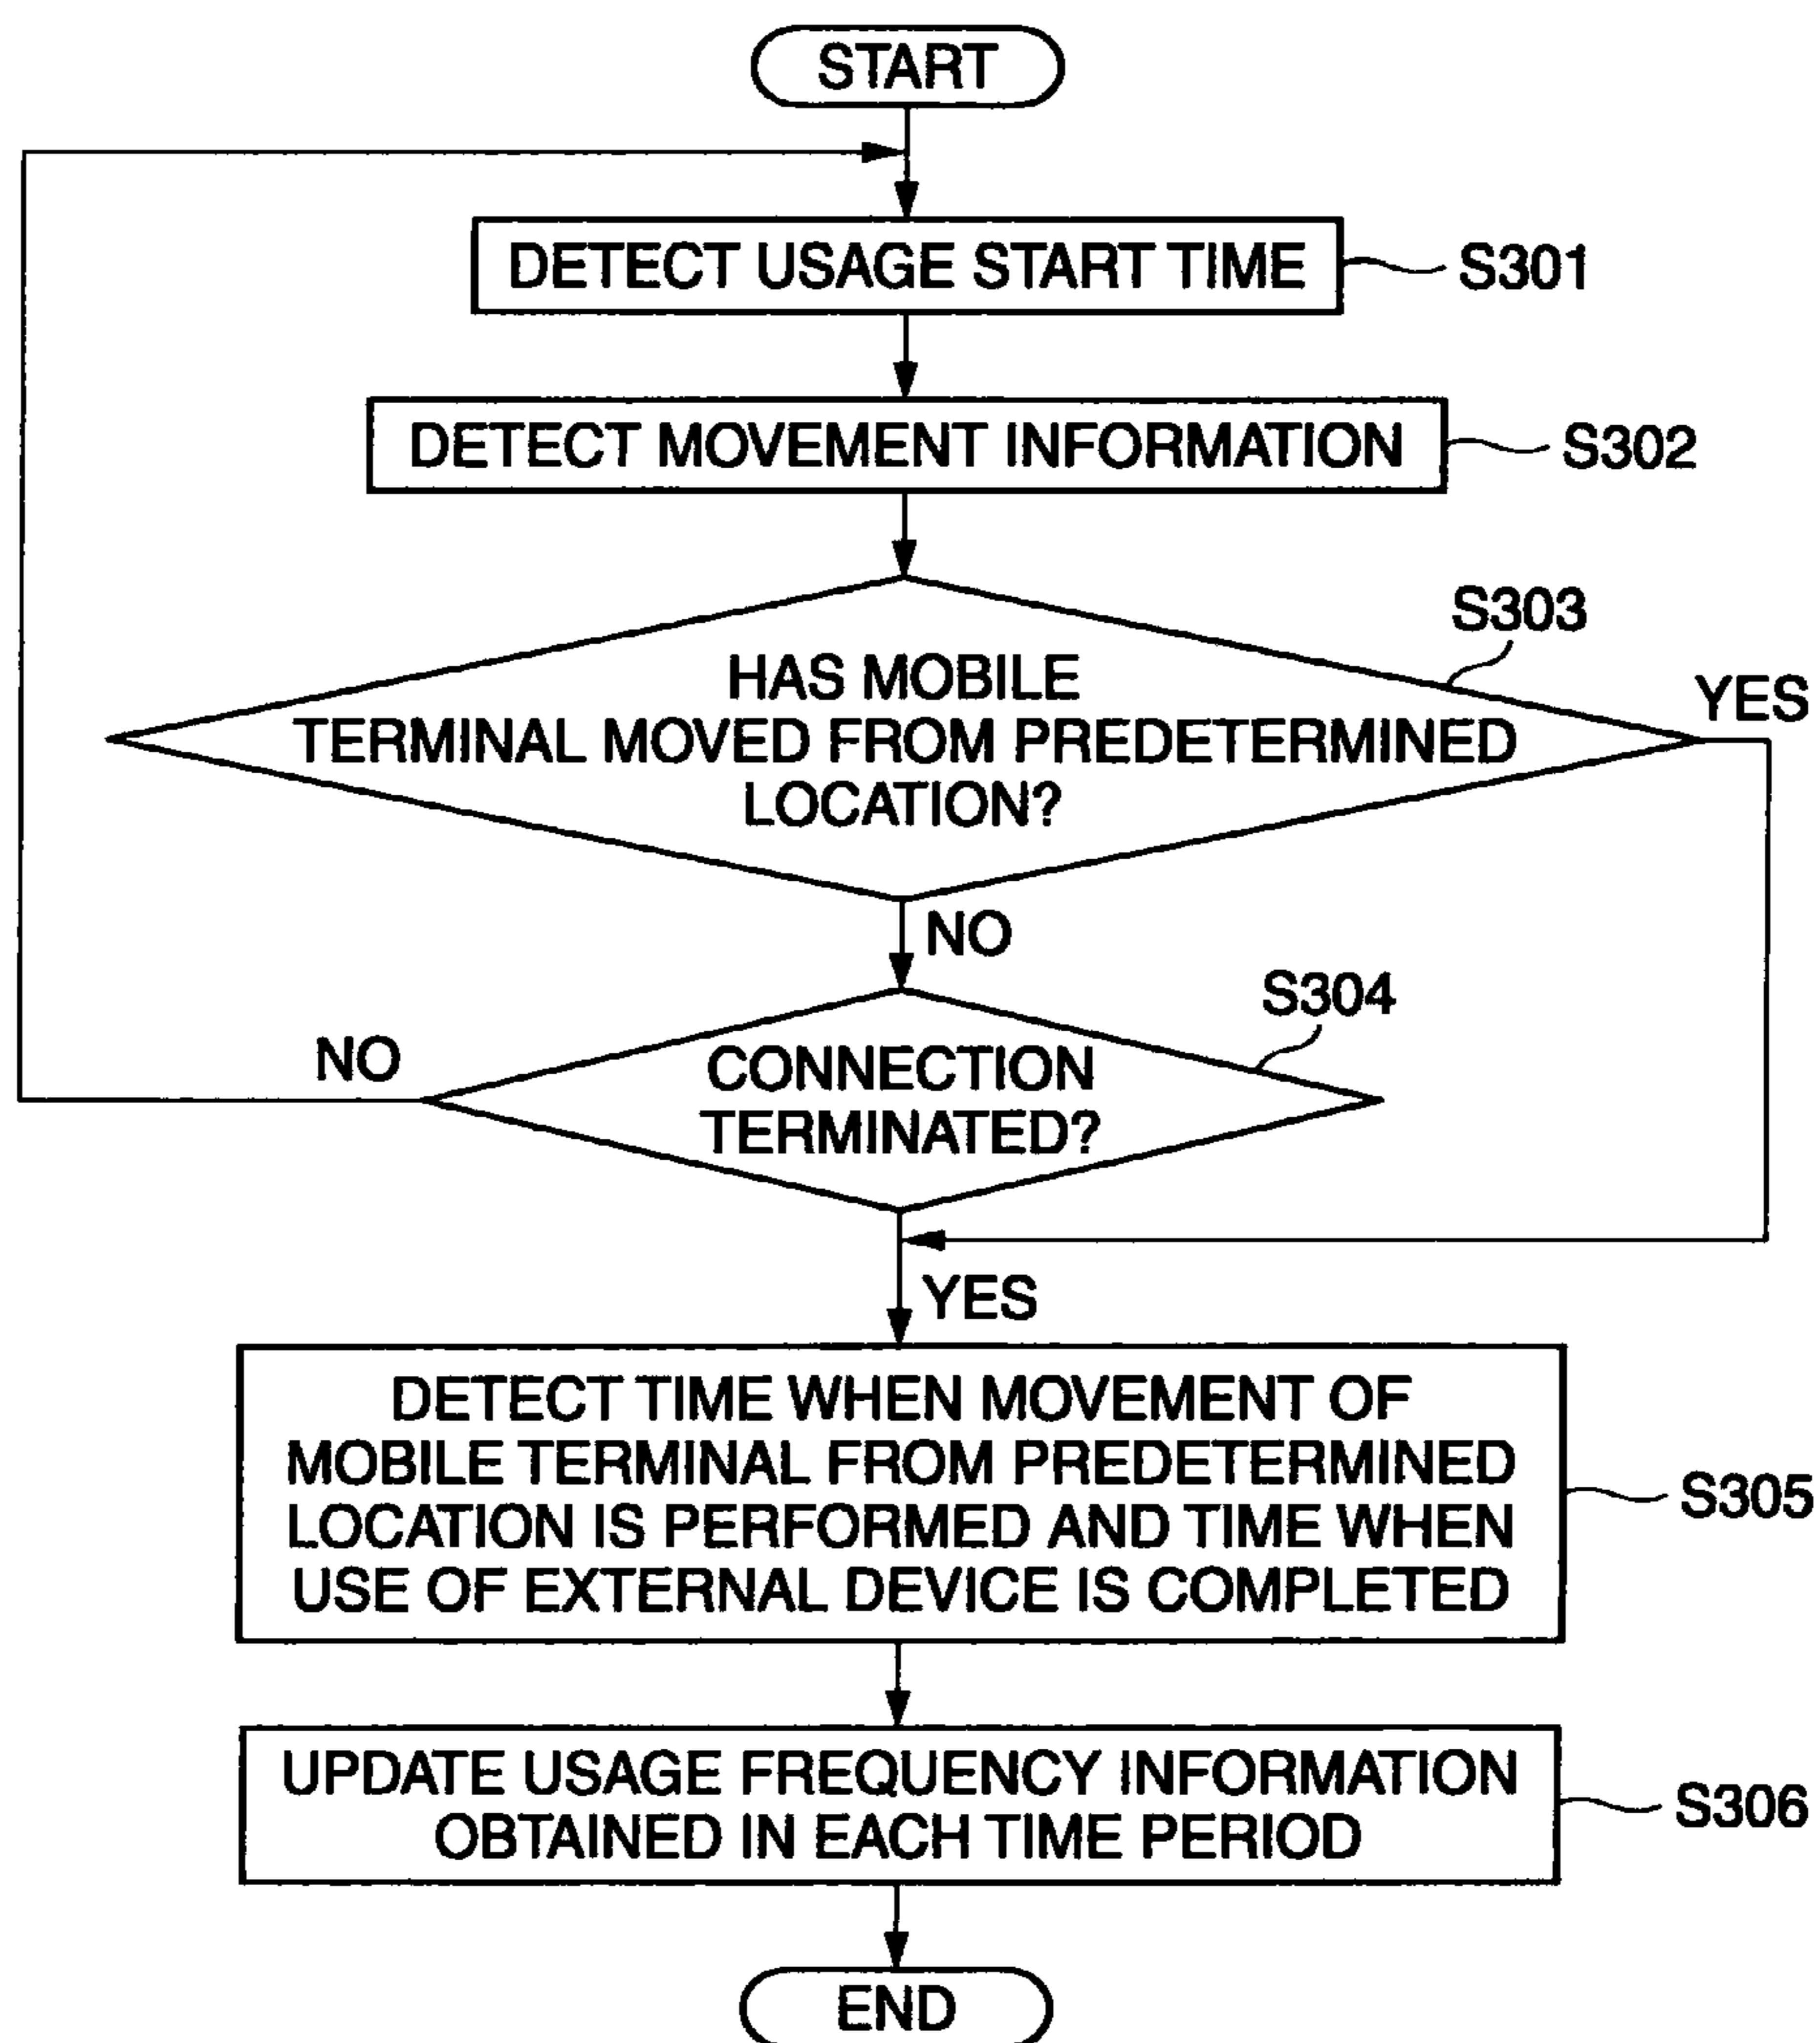 START
DETECT USAGE START TIME
S301
DETECT MOVEMENT INFORMATION
S302
S303
HAS MOBILE
TERMINAL MOVED FROM PREDETERMINED
LOCATION?
YES
NO
S304
NO
CONNECTION
TERMINATED?
YES
DETECT TIME WHEN MOVEMENT OF
MOBILE TERMINAL FROM PREDETERMINED
LOCATION IS PERFORMED AND TIME WHEN
USE OF EXTERNAL DEVICE IS COMPLETED
S305
UPDATE USAGE FREQUENCY INFORMATION
OBTAINED IN EACH TIME PERIOD
S306
END